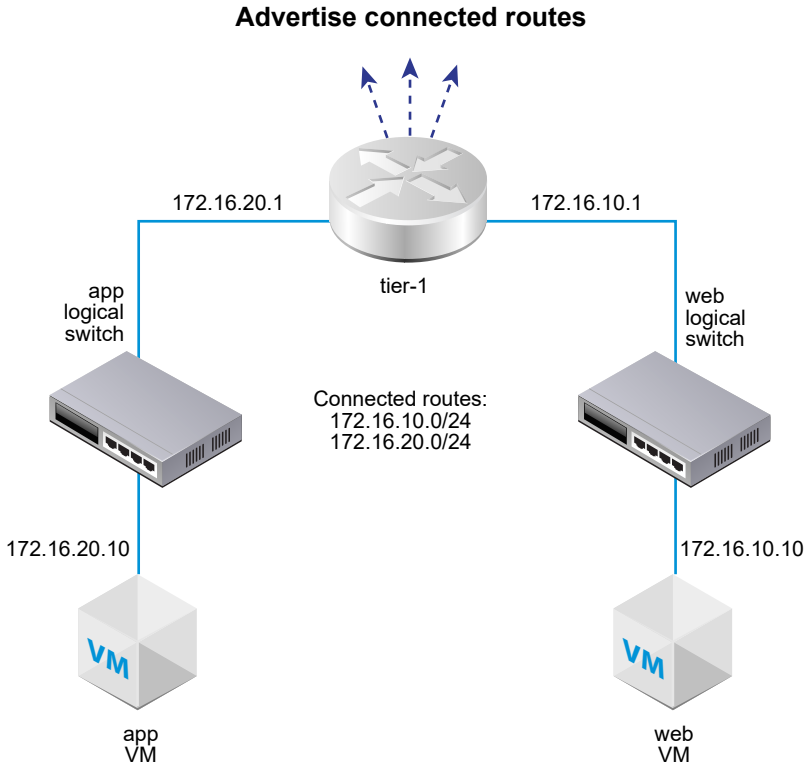 Advertise connected routes
172.16.20.1
172.16.10.1
tier-1
app
logical
switch
web
logical
switch
Connected routes:
172.16.10.0/24
172.16.20.0/24
172.16.20.10
172.16.10.10
VM
VM
app
VM
web
VM